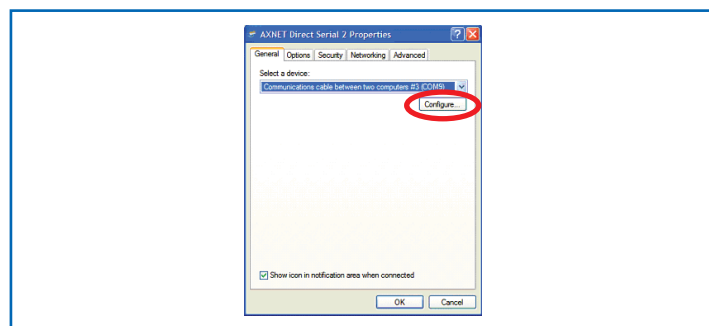 AXNET Direct Serial 2 Properties
General Options Security Networking Advanced
Select a device:
Communications cable between two computers #3 (COM9)
Configure...
Show icon in notification area when connected
OK Cancel